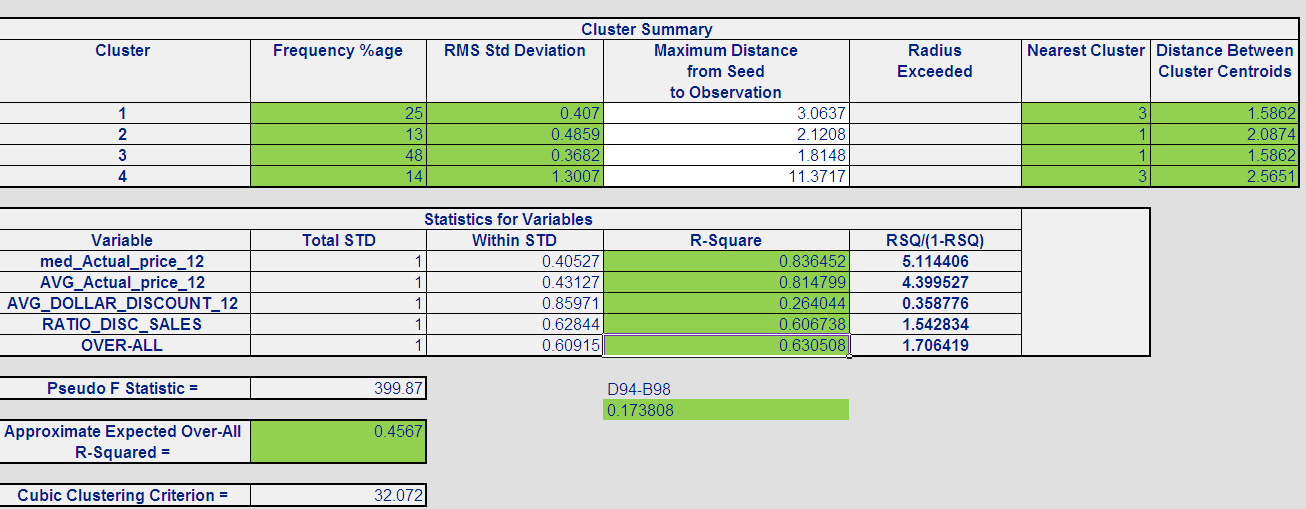 Cluster Summary
Cluster Frequency %age RMS Std Deviation Maximum Distance Radius Nearest Cluster Distance Between
from Seed Exceeded Cluster Centroids
to Observation
1 25 0.407 3.0637 3 1.5862
2 13 0.4859 2.1208 1 2.0874
3 48 0.3682 1.8148 1 1.5862
4 14 1.3007 11.3717 3 2.5651
Statistics for Variables
Variable Total STD Within STD R-Square RSQ/(1-RSQ)
med_Actual_price_12 1 0.40527 0.836452 5.114406
AVG_Actual_price_12 1 0.43127 0.814799 4.399527
AVG_DOLLAR_DISCOUNT_12 1 0.85971 0.264044 0.358776
RATIO_DISC_SALES 1 0.62844 0.606738 1.542834
OVER-ALL 1 0.60915 0.630508 1.706419
Pseudo F Statistic = 399.87 D94-B98
0.173808
Approximate Expected Over-All 0.4567
R-Squared =
Cubic Clustering Criterion = 32.072